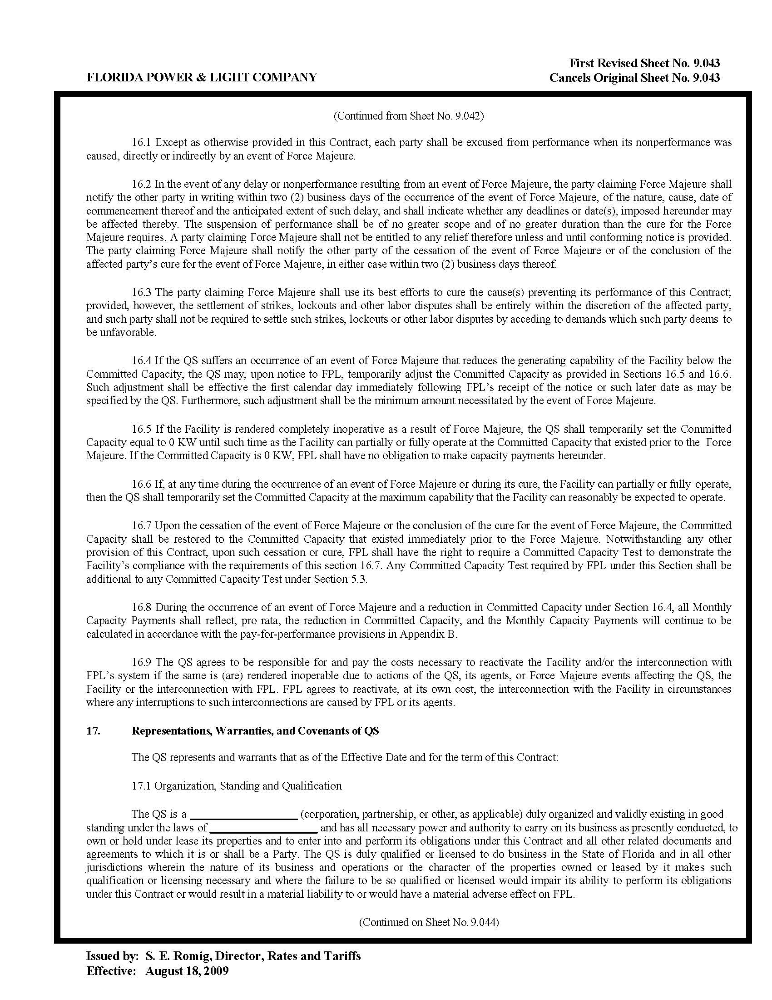 First Revised Sheet No. 9.043
FLORIDA POWER & LIGHT COMPANY
Cancels Original Sheet No. 9.043
(Continued from Sheet No. 9.042)
16.1 Except as otherwise provided in this Contract, each party shall be excused from performance when its nonperformance was
caused, directly or indirectly by an event of Force Majeure.
16.2 In the event of any delay or nonperformance resulting from an event of Force Majeure, the party claiming Force Majeure shall
notify the other party in writing within two (2) business days of the occurrence of the event of Force Majeure, of the nature, cause, date of
commencement thereof and the anticipated extent of such delay, and shall indicate whether any deadlines or date(s), imposed hereunder may
be affected thereby. The suspension of performance shall be of no greater scope and of no greater duration than the cure for the Force
Majeure requires. A party claiming Force Majeure shall not be entitled to any relief therefore unless and until conforming notice is provided.
The party claiming Force Majeure shall notify the other party of the cessation of the event of Force Majeure or of the conclusion of the
affected party’s cure for the event of Force Majeure, in either case within two (2) business days thereof.
16.3 The party claiming Force Majeure shall use its best efforts to cure the cause(s) preventing its performance of this Contract;
provided, however, the settlement of strikes, lockouts and other labor disputes shall be entirely within the discretion of the affected party,
and such party shall not be required to settle such strikes, lockouts or other labor disputes by acceding to demands which such party deems to
be unfavorable.
16.4 If the QS suffers an occurrence of an event of Force Majeure that reduces the generating capability of the Facility below the
Committed Capacity, the QS may, upon notice to FPL, temporarily adjust the Committed Capacity as provided in Sections 16.5 and 16.6.
Such adjustment shall be effective the first calendar day immediately following FPL’s receipt of the notice or such later date as may be
specified by the QS. Furthermore, such adjustment shall be the minimum amount necessitated by the event of Force Majeure.
16.5 If the Facility is rendered completely inoperative as a result of Force Majeure, the QS shall temporarily set the Committed
Capacity equal to 0 KW until such time as the Facility can partially or fully operate at the Committed Capacity that existed prior to the Force
Majeure. If the Committed Capacity is 0 KW, FPL shall have no obligation to make capacity payments hereunder.
16.6 If, at any time during the occurrence of an event of Force Majeure or during its cure, the Facility can partially or fully operate,
then the QS shall temporarily set the Committed Capacity at the maximum capability that the Facility can reasonably be expected to operate.
16.7 Upon the cessation of the event of Force Majeure or the conclusion of the cure for the event of Force Majeure, the Committed
Capacity shall be restored to the Committed Capacity that existed immediately prior to the Force Majeure. Notwithstanding any other
provision of this Contract, upon such cessation or cure, FPL shall have the right to require a Committed Capacity Test to demonstrate the
Facility’s compliance with the requirements of this section 16.7. Any Committed Capacity Test required by FPL under this Section shall be
additional to any Committed Capacity Test under Section 5.3.
16.8 During the occurrence of an event of Force Majeure and a reduction in Committed Capacity under Section 16.4, all Monthly
Capacity Payments shall reflect, pro rata, the reduction in Committed Capacity, and the Monthly Capacity Payments will continue to be
calculated in accordance with the pay-for-performance provisions in Appendix B.
16.9 The QS agrees to be responsible for and pay the costs necessary to reactivate the Facility and/or the interconnection with
FPL’s system if the same is (are) rendered inoperable due to actions of the QS, its agents, or Force Majeure events affecting the QS, the
Facility or the interconnection with FPL. FPL agrees to reactivate, at its own cost, the interconnection with the Facility in circumstances
where any interruptions to such interconnections are caused by FPL or its agents.
17. Representations, Warranties, and Covenants of QS
The QS represents and warrants that as of the Effective Date and for the term of this Contract:
17.1 Organization, Standing and Qualification
The QS is a ___________________ (corporation, partnership, or other, as applicable) duly organized and validly existing in good
standing under the laws of ___________________ and has all necessary power and authority to carry on its business as presently conducted, to
own or hold under lease its properties and to enter into and perform its obligations under this Contract and all other related documents and
agreements to which it is or shall be a Party. The QS is duly qualified or licensed to do business in the State of Florida and in all other
jurisdictions wherein the nature of its business and operations or the character of the properties owned or leased by it makes such
qualification or licensing necessary and where the failure to be so qualified or licensed would impair its ability to perform its obligations
under this Contract or would result in a material liability to or would have a material adverse effect on FPL.
(Continued on Sheet No. 9.044)
Issued by: S. E. Romig, Director, Rates and Tariffs
Effective: August 18, 2009